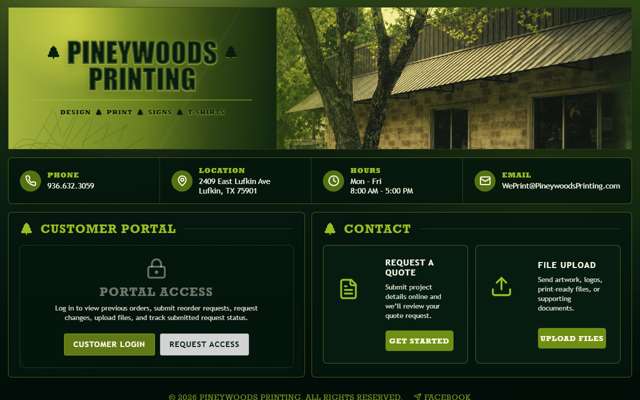 PINEYWOODS
PRINTING
DESIGN PRINT SIGNS T-SHIRTS
PHONE
936.632.3059
LOCATION
2409 East Lufkin Ave
Lufkin, TX 75901
HOURS
Mon - Fri
8:00 AM - 5:00 PM
EMAIL
WePrint@PineywoodsPrinting.com
CUSTOMER PORTAL
PORTAL ACCESS
Log in to view previous orders, submit reorder requests, request
changes, upload files, and track submitted request status.
CUSTOMER LOGIN
REQUEST ACCESS
CONTACT
REQUEST A
QUOTE
Submit project
details online and
we'll review your
quote request.
GET STARTED
FILE UPLOAD
Send artwork, logos,
print-ready files, or
supporting
documents.
UPLOAD FILES
© 2026 PINEYWOODS PRINTING. ALL RIGHTS RESERVED. FACEBOOK